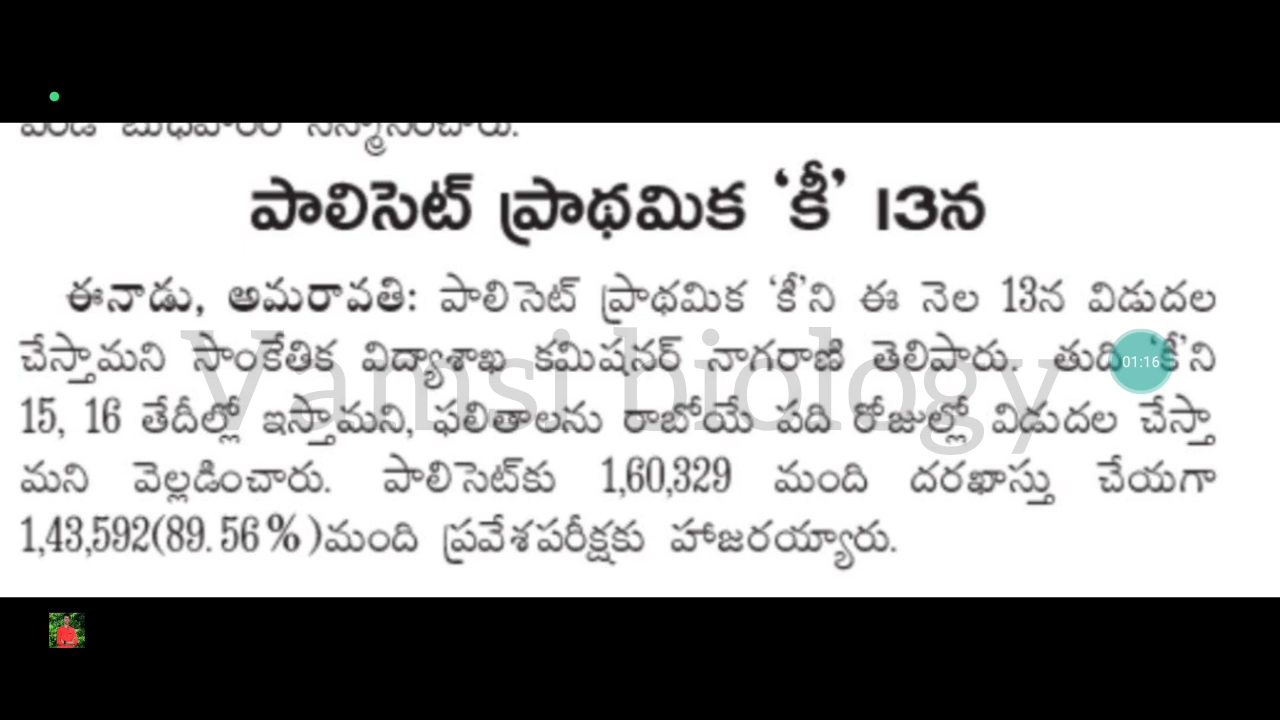 పాలిసెట్ ప్రాథమిక ‘కీ’ 13న
ఈనాడు, అమరావతి: పాలిసెట్ ప్రాథమిక ‘కీ’ని ఈ నెల 13న విడుదల
చేస్తామని సాంకేతిక విద్యాశాఖ కమిషనర్ నాగరాణి తెలిపారు. తుది ‘కీ’ని
01:16
15, 16 తేదీల్లో ఇస్తామని, ఫలితాలను రాబోయే పది రోజుల్లో విడుదల చేస్తా
మని వెల్లడించారు. పాలిసెట్‌కు 1,60,329 మంది దరఖాస్తు చేయగా
1,43,592(89.56%)మంది ప్రవేశపరీక్షకు హాజరయ్యారు.
Vamsi biology